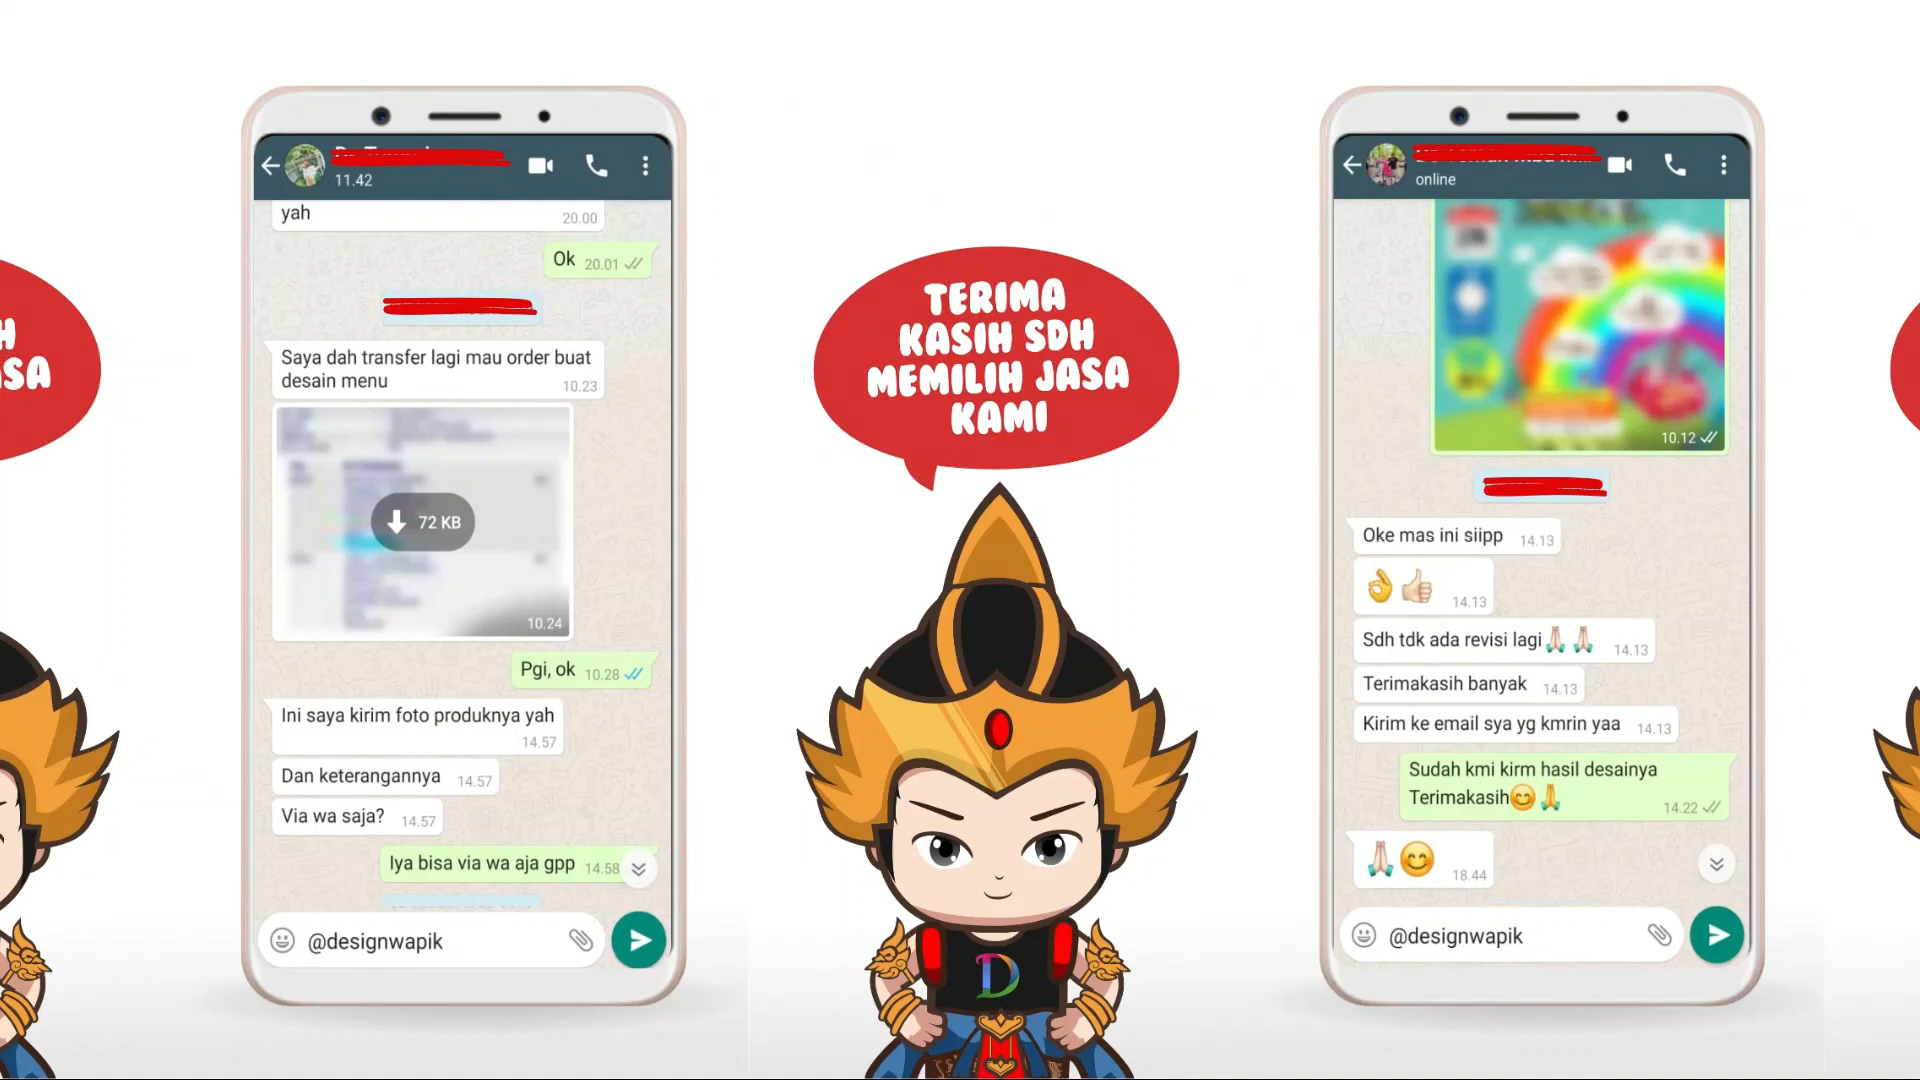 H
ASA
11.42
yah
20.00
Ok 20.01
Saya dah transfer lagi mau order buat
desain menu
10.23
72 KB
10.24
Pgi, ok 10.28
Ini saya kirim foto produknya yah
14.57
Dan keterangannya 14.57
Via wa saja? 14.57
Iya bisa via wa aja gpp 14.58
@designwapik
TERIMA
KASIH SDH
MEMILIH JASA
KAMI
D
online
10.12
Oke mas ini siipp 14.13
14.13
Sdh tdk ada revisi lagi🙏🏻🙏🏻 14.13
Terimakasih banyak 14.13
Kirim ke email sya yg kmrin yaa 14.13
Sudah kmi kirm hasil desainya
Terimakasih😊🙏 14.22
18.44
@designwapik